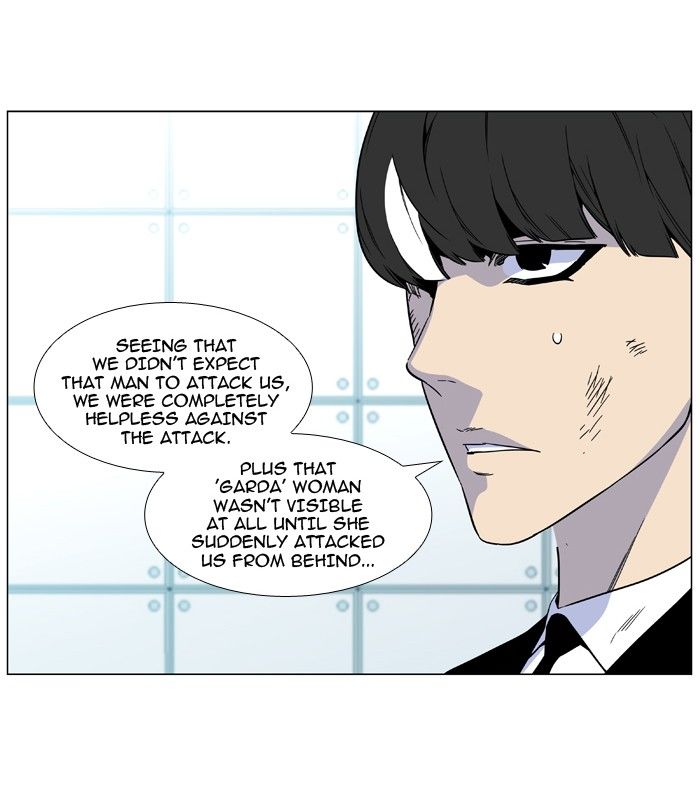 SEEING THAT
WE DIDN'T EXPECT
THAT MAN TO ATTACK US,
WE WERE COMPLETELY
HELPLESS AGAINST
THE ATTACK.
PLUS THAT
'GARDA' WOMAN
WASN'T VISIBLE
AT ALL UNTIL SHE
SUDDENLY ATTACKED
US FROM BEHIND...